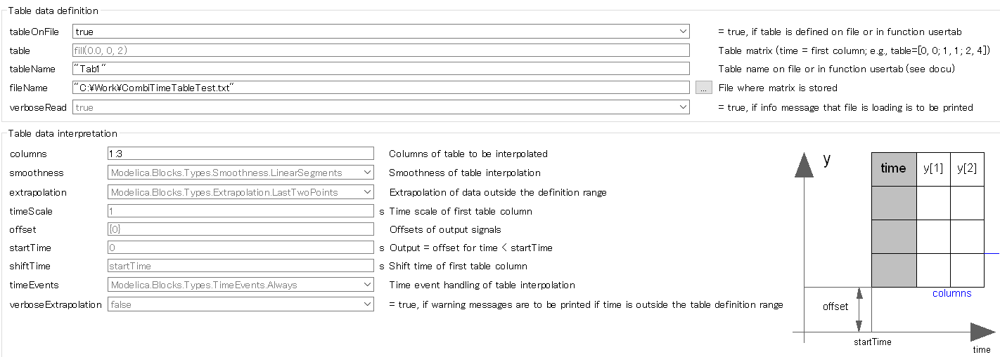 Table data definition
tableOnFile true = true, if table is defined on file or in function usertab
table fill(0.0, 0, 2) Table matrix (time = first column; e.g., table=[0, 0; 1, 1; 2, 4])
tableName "Tab1" Table name on file or in function usertab (see docu)
fileName "C:¥Work¥CombiTimeTableTest.txt" ... File where matrix is stored
verboseRead true = true, if info message that file is loading is to be printed
Table data interpretation
columns 1:3 Columns of table to be interpolated
smoothness Modelica.Blocks.Types.Smoothness.LinearSegments Smoothness of table interpolation
extrapolation Modelica.Blocks.Types.Extrapolation.LastTwoPoints Extrapolation of data outside the definition range
timeScale 1 s Time scale of first table column
offset {0} Offsets of output signals
startTime 0 s Output = offset for time < startTime
shiftTime startTime s Shift time of first table column
timeEvents Modelica.Blocks.Types.TimeEvents.Always Time event handling of table interpolation
verboseExtrapolation false = true, if warning messages are to be printed if time is outside the table definition range
y
time y[1] y[2]
columns
offset
startTime
time